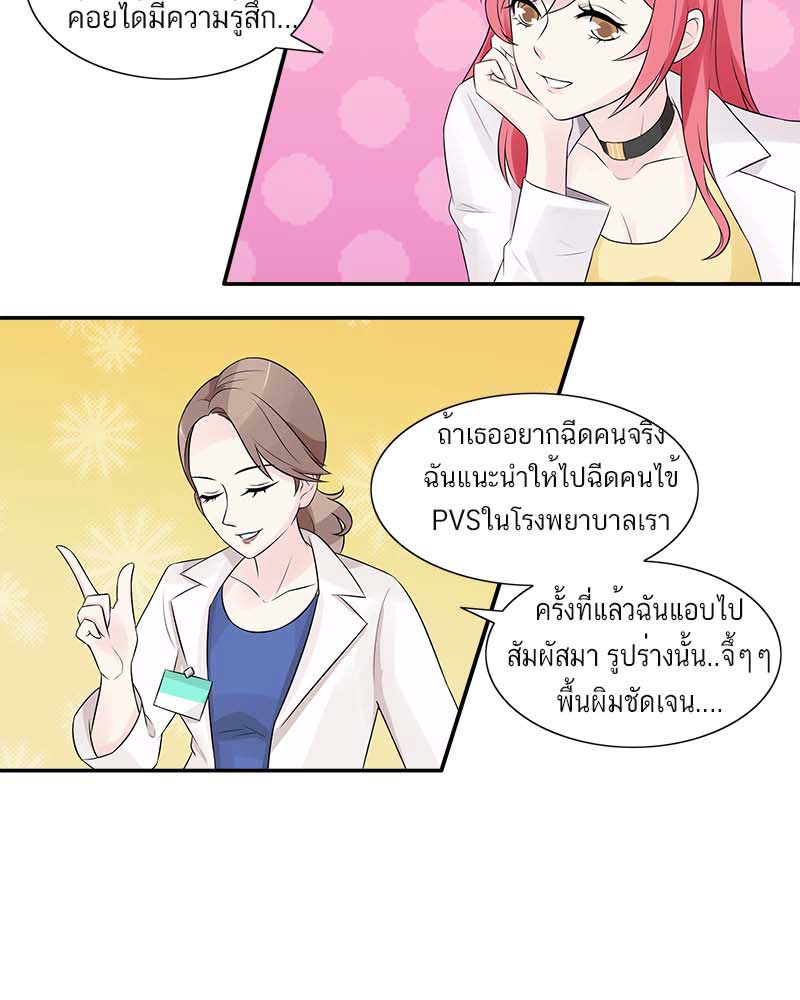 คอยได้มีความรู้สึก...
ถ้าเธออยากฉีดคนจริง
ฉันแนะนำให้ไปฉีดคนไข้
PVSในโรงพยาบาลเรา
ครั้งที่แล้วฉันแอบไป
สัมผัสมา รูปร่างนั้น..จึ๊ๆๆ
พื้นผิมชัดเจน....